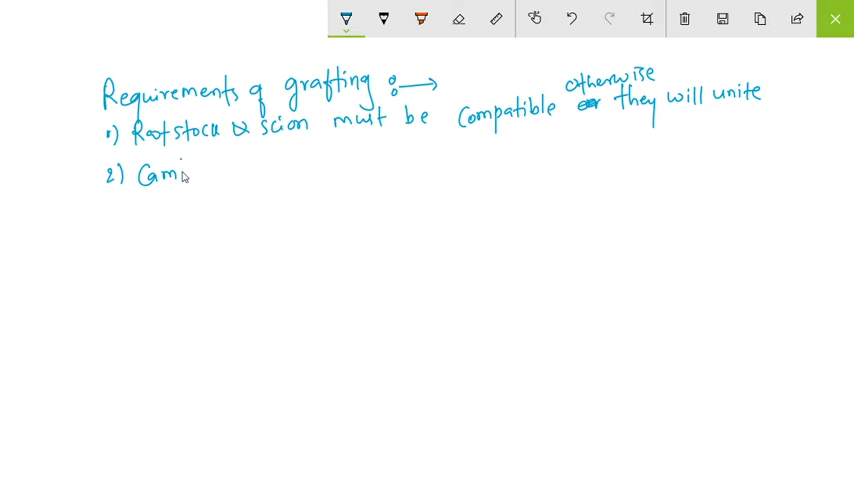 Requirements of grafting :→
1) Rootstock & scion must be compatible otherwise they will unite
2) Cam